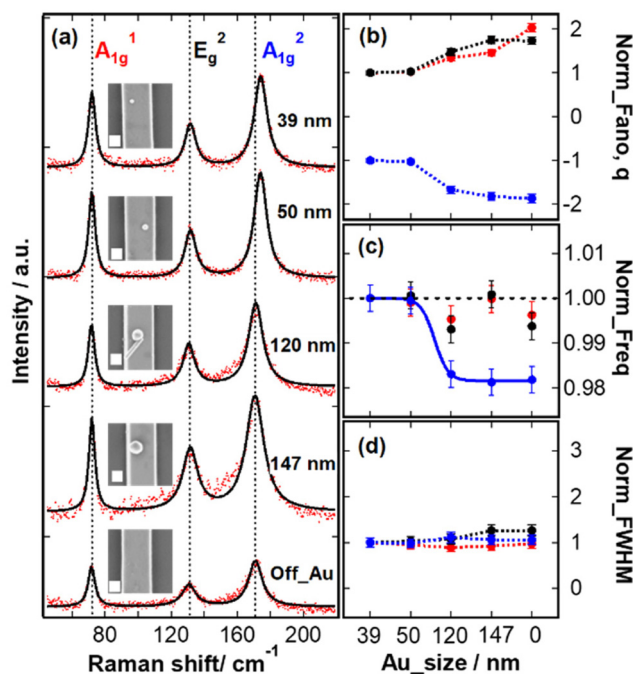 (a) A1g1 Eg2 A1g2
39 nm
50 nm
120 nm
147 nm
Off_Au
Intensity / a.u.
80 120 160 200
Raman shift/ cm-1
(b)
2
1
0
-1
-2
Norm_Fano, q
(c)
1.01
1.00
0.99
0.98
Norm_Freq
(d)
3
2
1
0
Norm_FWHM
39 50 120 147 0
Au_size / nm